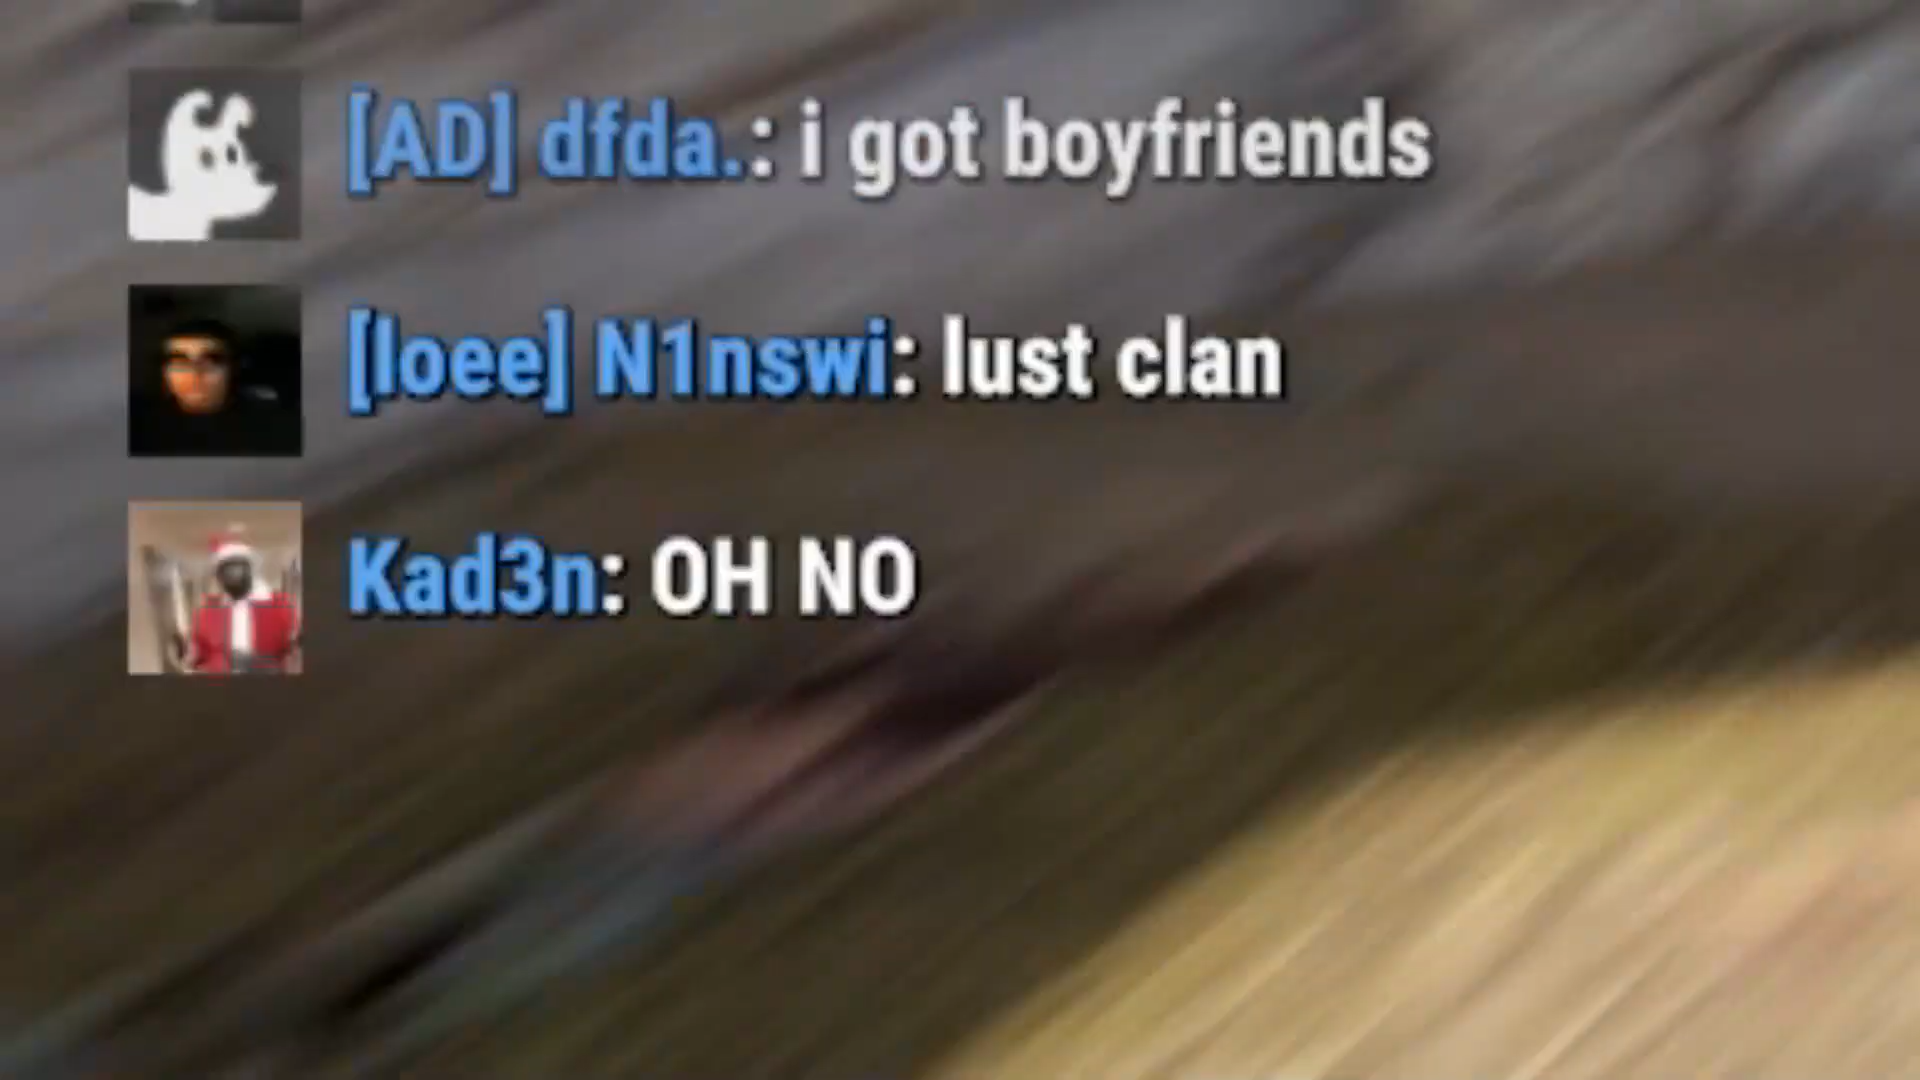 [AD] dfda.: i got boyfriends
[loee] N1nswi: lust clan
Kad3n: OH NO